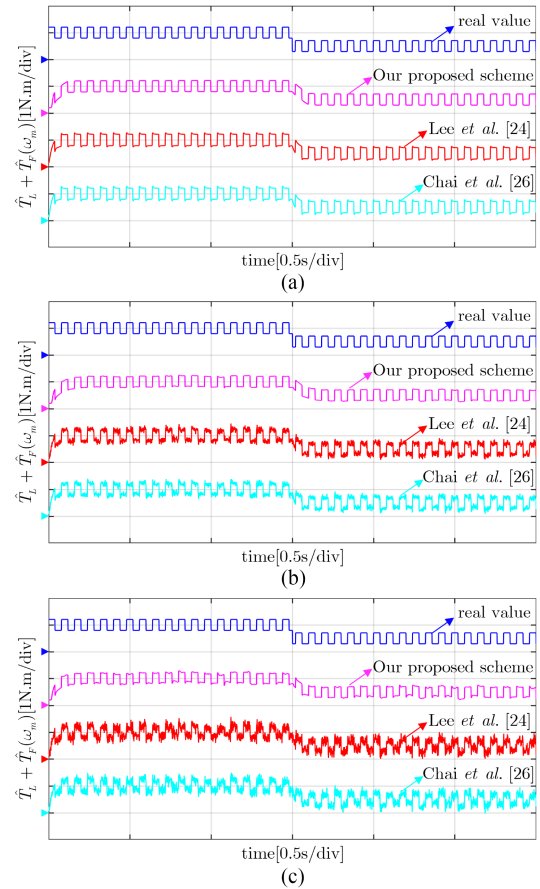 real value
Our proposed scheme
Lee et al. [24]
Chai et al. [26]
T̂_L + T̂_F(ω_m)[1N.m/div]
time[0.5s/div]
(a)
real value
Our proposed scheme
Lee et al. [24]
Chai et al. [26]
T̂_L + T̂_F(ω_m)[1N.m/div]
time[0.5s/div]
(b)
real value
Our proposed scheme
Lee et al. [24]
Chai et al. [26]
T̂_L + T̂_F(ω_m)[1N.m/div]
time[0.5s/div]
(c)